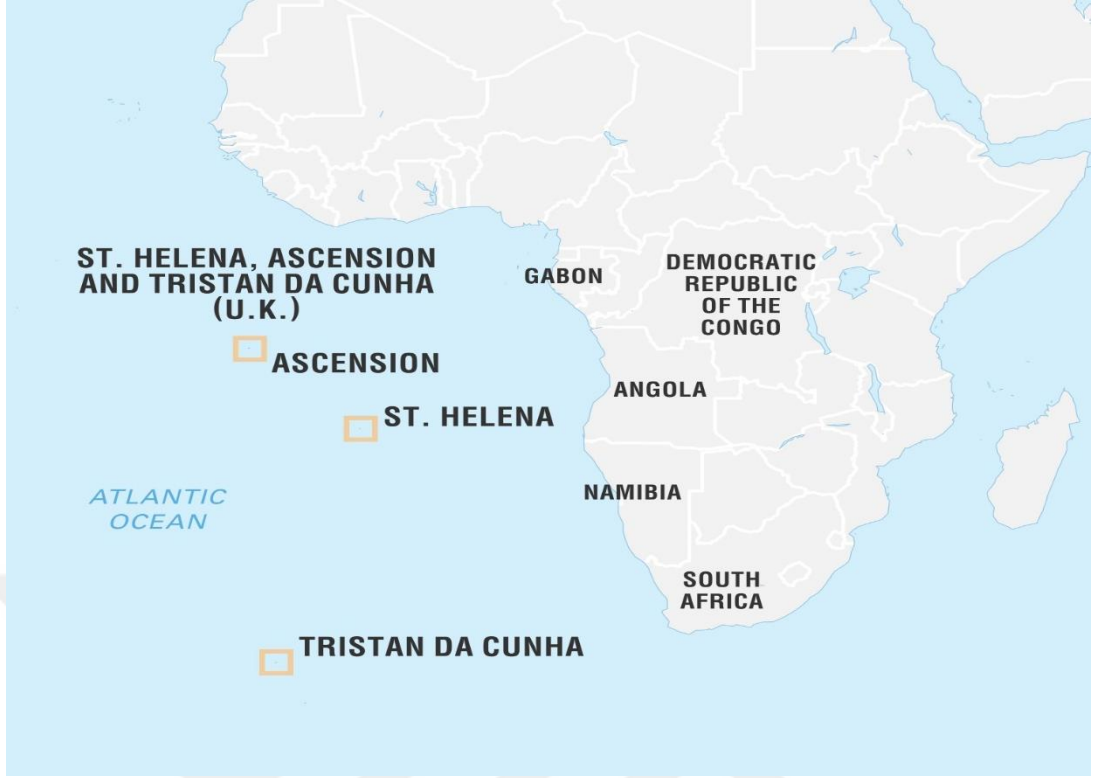 ST. HELENA, ASCENSION
AND TRISTAN DA CUNHA
(U.K.)
ASCENSION
ST. HELENA
GABON
DEMOCRATIC
REPUBLIC
OF THE
CONGO
ANGOLA
ATLANTIC
OCEAN
NAMIBIA
SOUTH
AFRICA
TRISTAN DA CUNHA